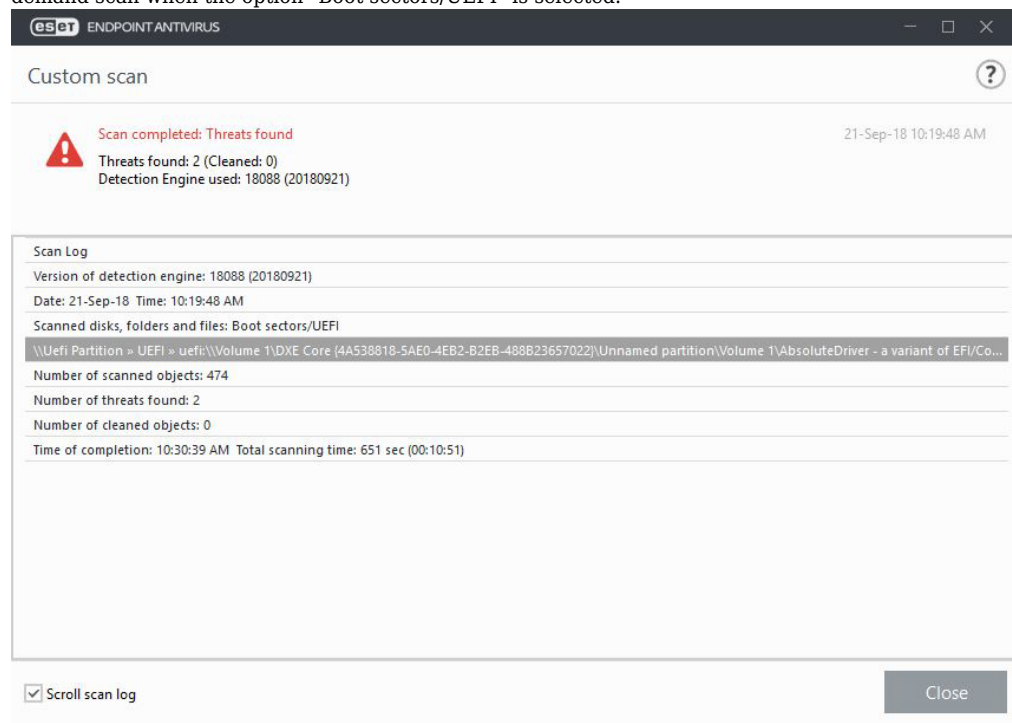 demand scan when the option "Boot sectors/UEFI" is selected.
eset ENDPOINT ANTIVIRUS
Custom scan
?
Scan completed: Threats found
21-Sep-18 10:19:48 AM
Threats found: 2 (Cleaned: 0)
Detection Engine used: 18088 (20180921)
Scan Log
Version of detection engine: 18088 (20180921)
Date: 21-Sep-18 Time: 10:19:48 AM
Scanned disks, folders and files: Boot sectors/UEFI
\\Uefi Partition » UEFI » uefi:\\Volume 1\DXE Core {4A538818-5AE0-4EB2-B2EB-488B23657022}\Unnamed partition\Volume 1\AbsoluteDriver - a variant of EFI/Co...
Number of scanned objects: 474
Number of threats found: 2
Number of cleaned objects: 0
Time of completion: 10:30:39 AM Total scanning time: 651 sec (00:10:51)
Scroll scan log
Close